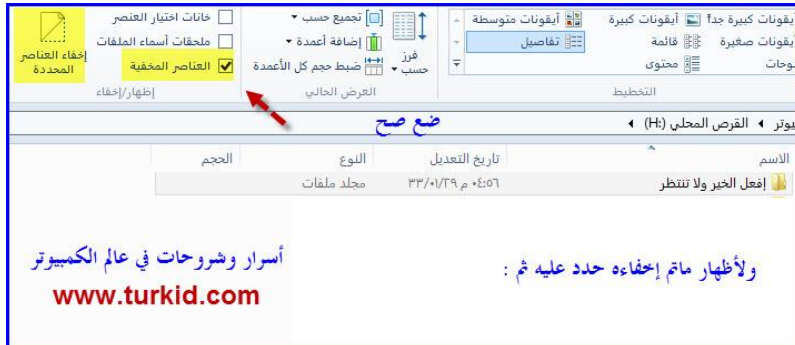 أيقونات كبيرة جدا أيقونات كبيرة أيقونات متوسطة
أيقونات صغيرة قائمة تفاصيل
محتوى
التخطيط
فرز حسب
تجميع حسب
إضافة أعمدة
ضبط حجم كل الأعمدة
العرض الحالي
خانات اختيار العنصر
ملحقات أسماء الملفات
العناصر المخفية
إخفاء العناصر المحددة
إظهار/إخفاء
القرص المحلي (H:)
ضع صح
الاسم تاريخ التعديل النوع الحجم
إفعل الخير ولا تنتظر ٠٤:٥٦ م ٣٣/٠١/٢٩ مجلد ملفات
ولأظهار ماتم إخفاءه حدد عليه ثم :
أسرار وشروحات في عالم الكمبيوتر
www.turkid.com